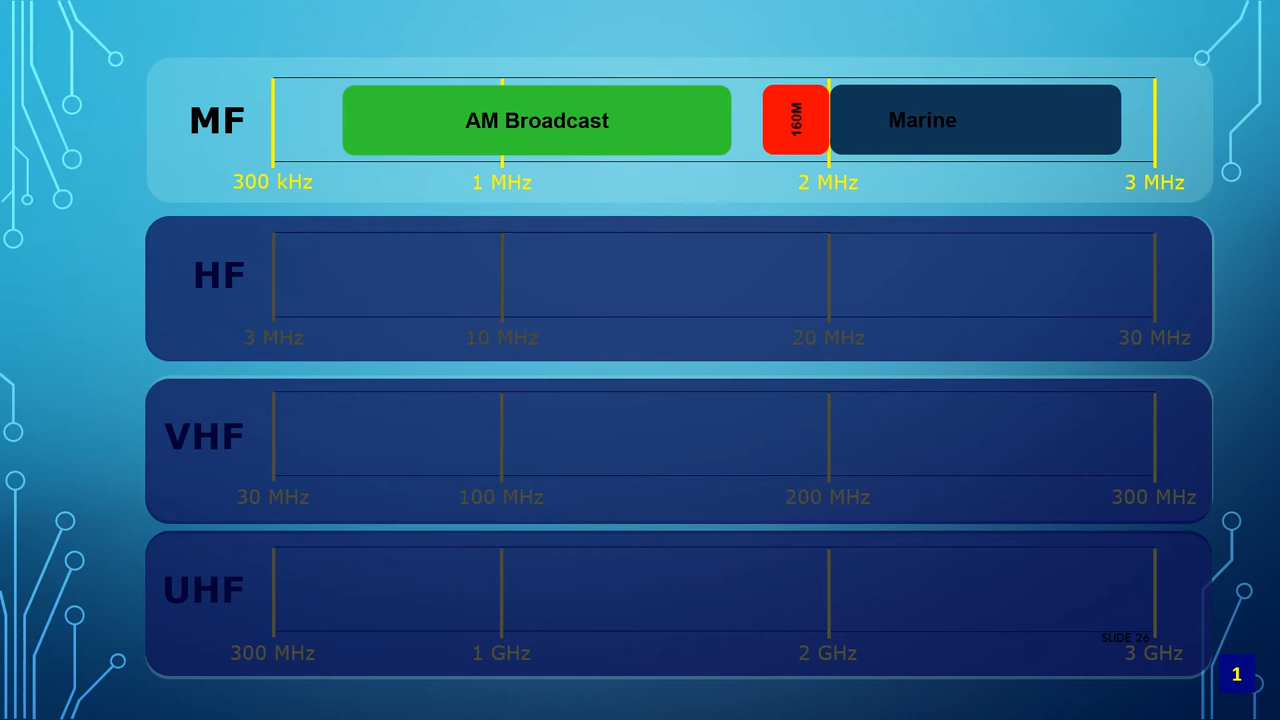 MF
AM Broadcast
160M
Marine
300 kHz
1 MHz
2 MHz
3 MHz
HF
3 MHz
10 MHz
20 MHz
30 MHz
VHF
30 MHz
100 MHz
200 MHz
300 MHz
UHF
SLIDE 26
300 MHz
1 GHz
2 GHz
3 GHz
1